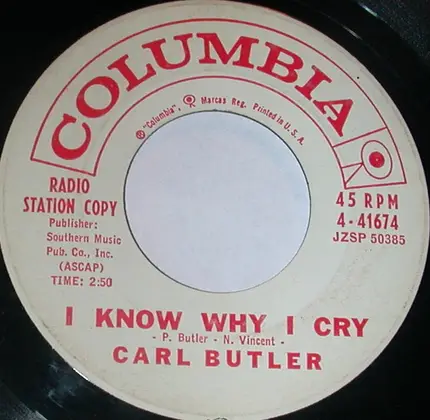 COLUMBIA
® "Columbia", Marcas Reg. Printed in U.S.A.
RADIO
STATION COPY
Publisher:
Southern Music
Pub. Co., Inc.
(ASCAP)
TIME: 2:50
45 RPM
4-41674
JZSP 50385
I KNOW WHY I CRY
- P. Butler - N. Vincent -
CARL BUTLER